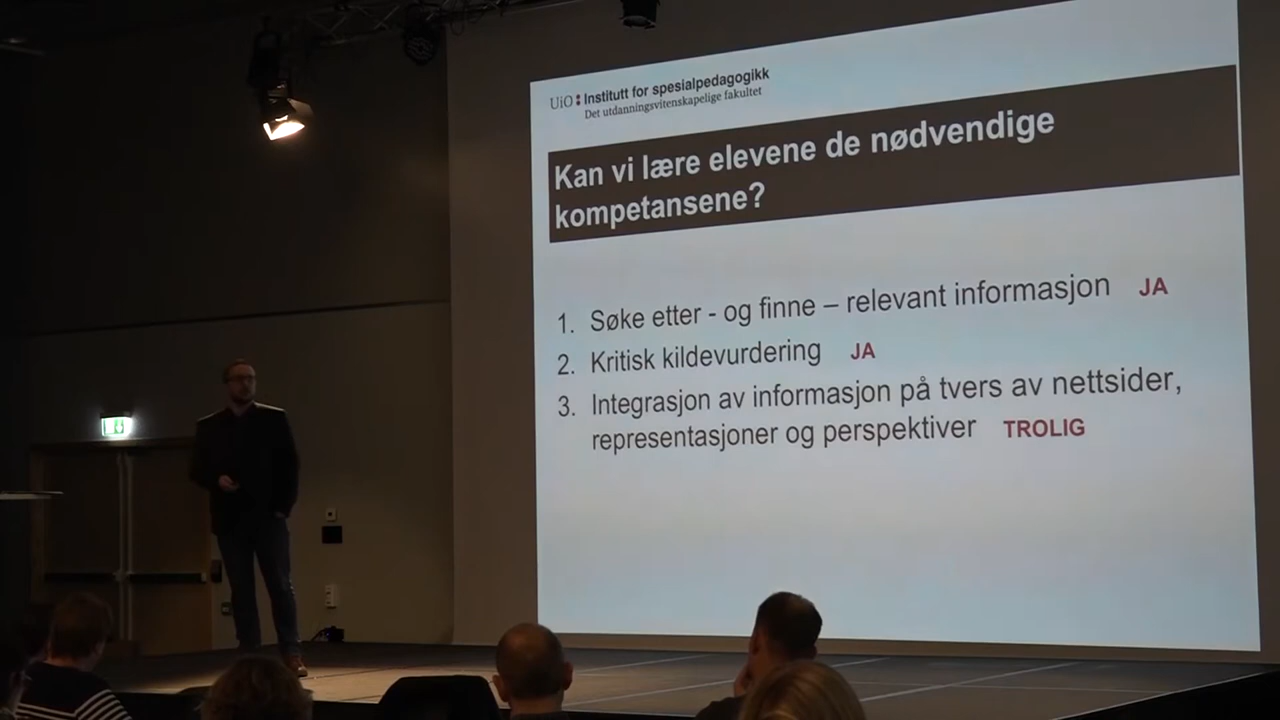 UiO: Institutt for spesialpedagogikk
Det utdanningsvitenskapelige fakultet
Kan vi lære elevene de nødvendige
kompetansene?
1. Søke etter - og finne – relevant informasjon JA
2. Kritisk kildevurdering JA
3. Integrasjon av informasjon på tvers av nettsider,
representasjoner og perspektiver TROLIG